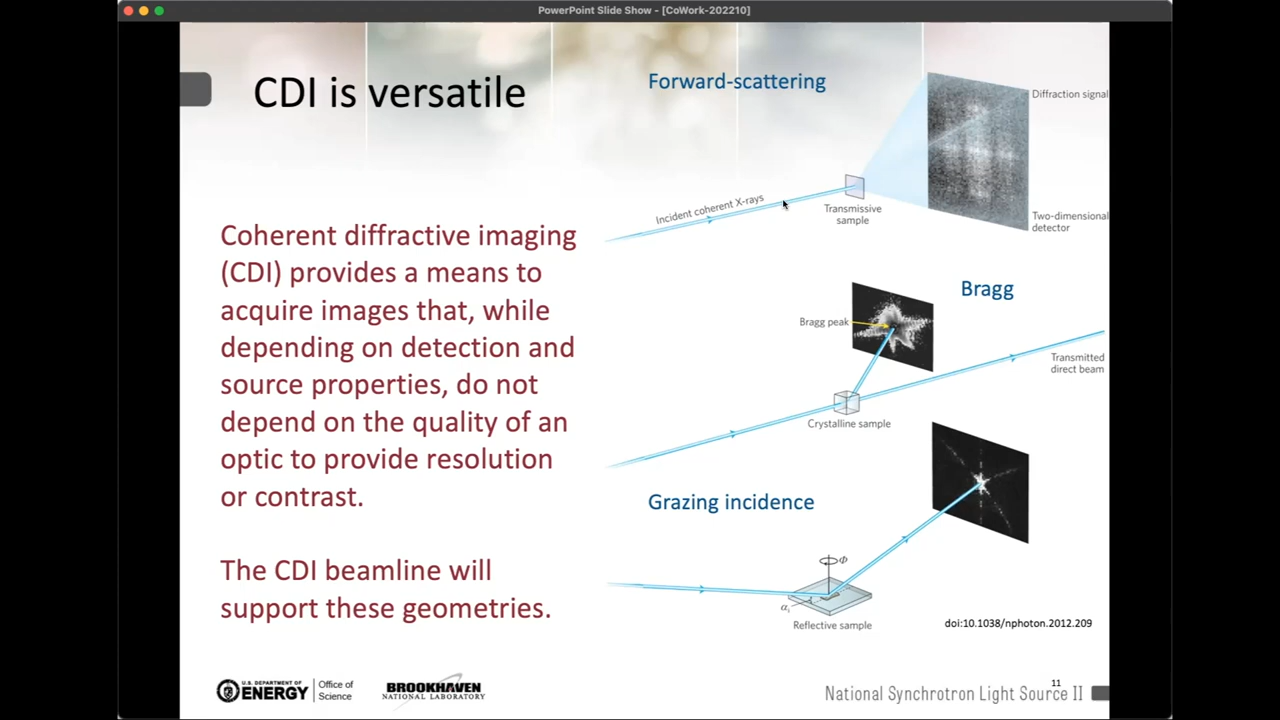 PowerPoint Slide Show - [CoWork-202210]
CDI is versatile
Coherent diffractive imaging
(CDI) provides a means to
acquire images that, while
depending on detection and
source properties, do not
depend on the quality of an
optic to provide resolution
or contrast.
The CDI beamline will
support these geometries.
Forward-scattering
Diffraction signal
Incident coherent X-rays
Transmissive
sample
Two-dimensional
detector
Bragg
Bragg peak
Transmitted
direct beam
Crystalline sample
Grazing incidence
Φ
αi
Reflective sample
doi:10.1038/nphoton.2012.209
U.S. DEPARTMENT OF
ENERGY
Office of
Science
BROOKHAVEN
NATIONAL LABORATORY
11
National Synchrotron Light Source II